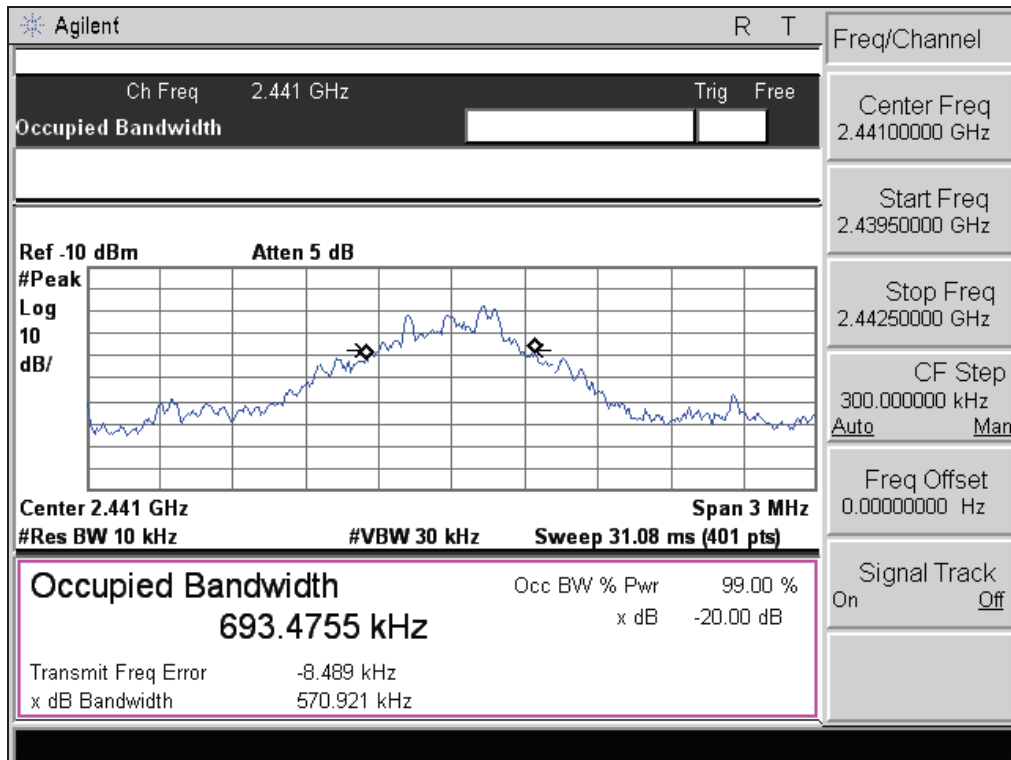 Agilent
R T
Ch Freq 2.441 GHz Trig Free
Occupied Bandwidth
Ref -10 dBm Atten 5 dB
#Peak
Log
10
dB/
Center 2.441 GHz Span 3 MHz
#Res BW 10 kHz #VBW 30 kHz Sweep 31.08 ms (401 pts)
Occupied Bandwidth
693.4755 kHz
Occ BW % Pwr 99.00 %
x dB -20.00 dB
Transmit Freq Error -8.489 kHz
x dB Bandwidth 570.921 kHz
Freq/Channel
Center Freq
2.44100000 GHz
Start Freq
2.43950000 GHz
Stop Freq
2.44250000 GHz
CF Step
300.000000 kHz
Auto Man
Freq Offset
0.00000000 Hz
Signal Track
On Off